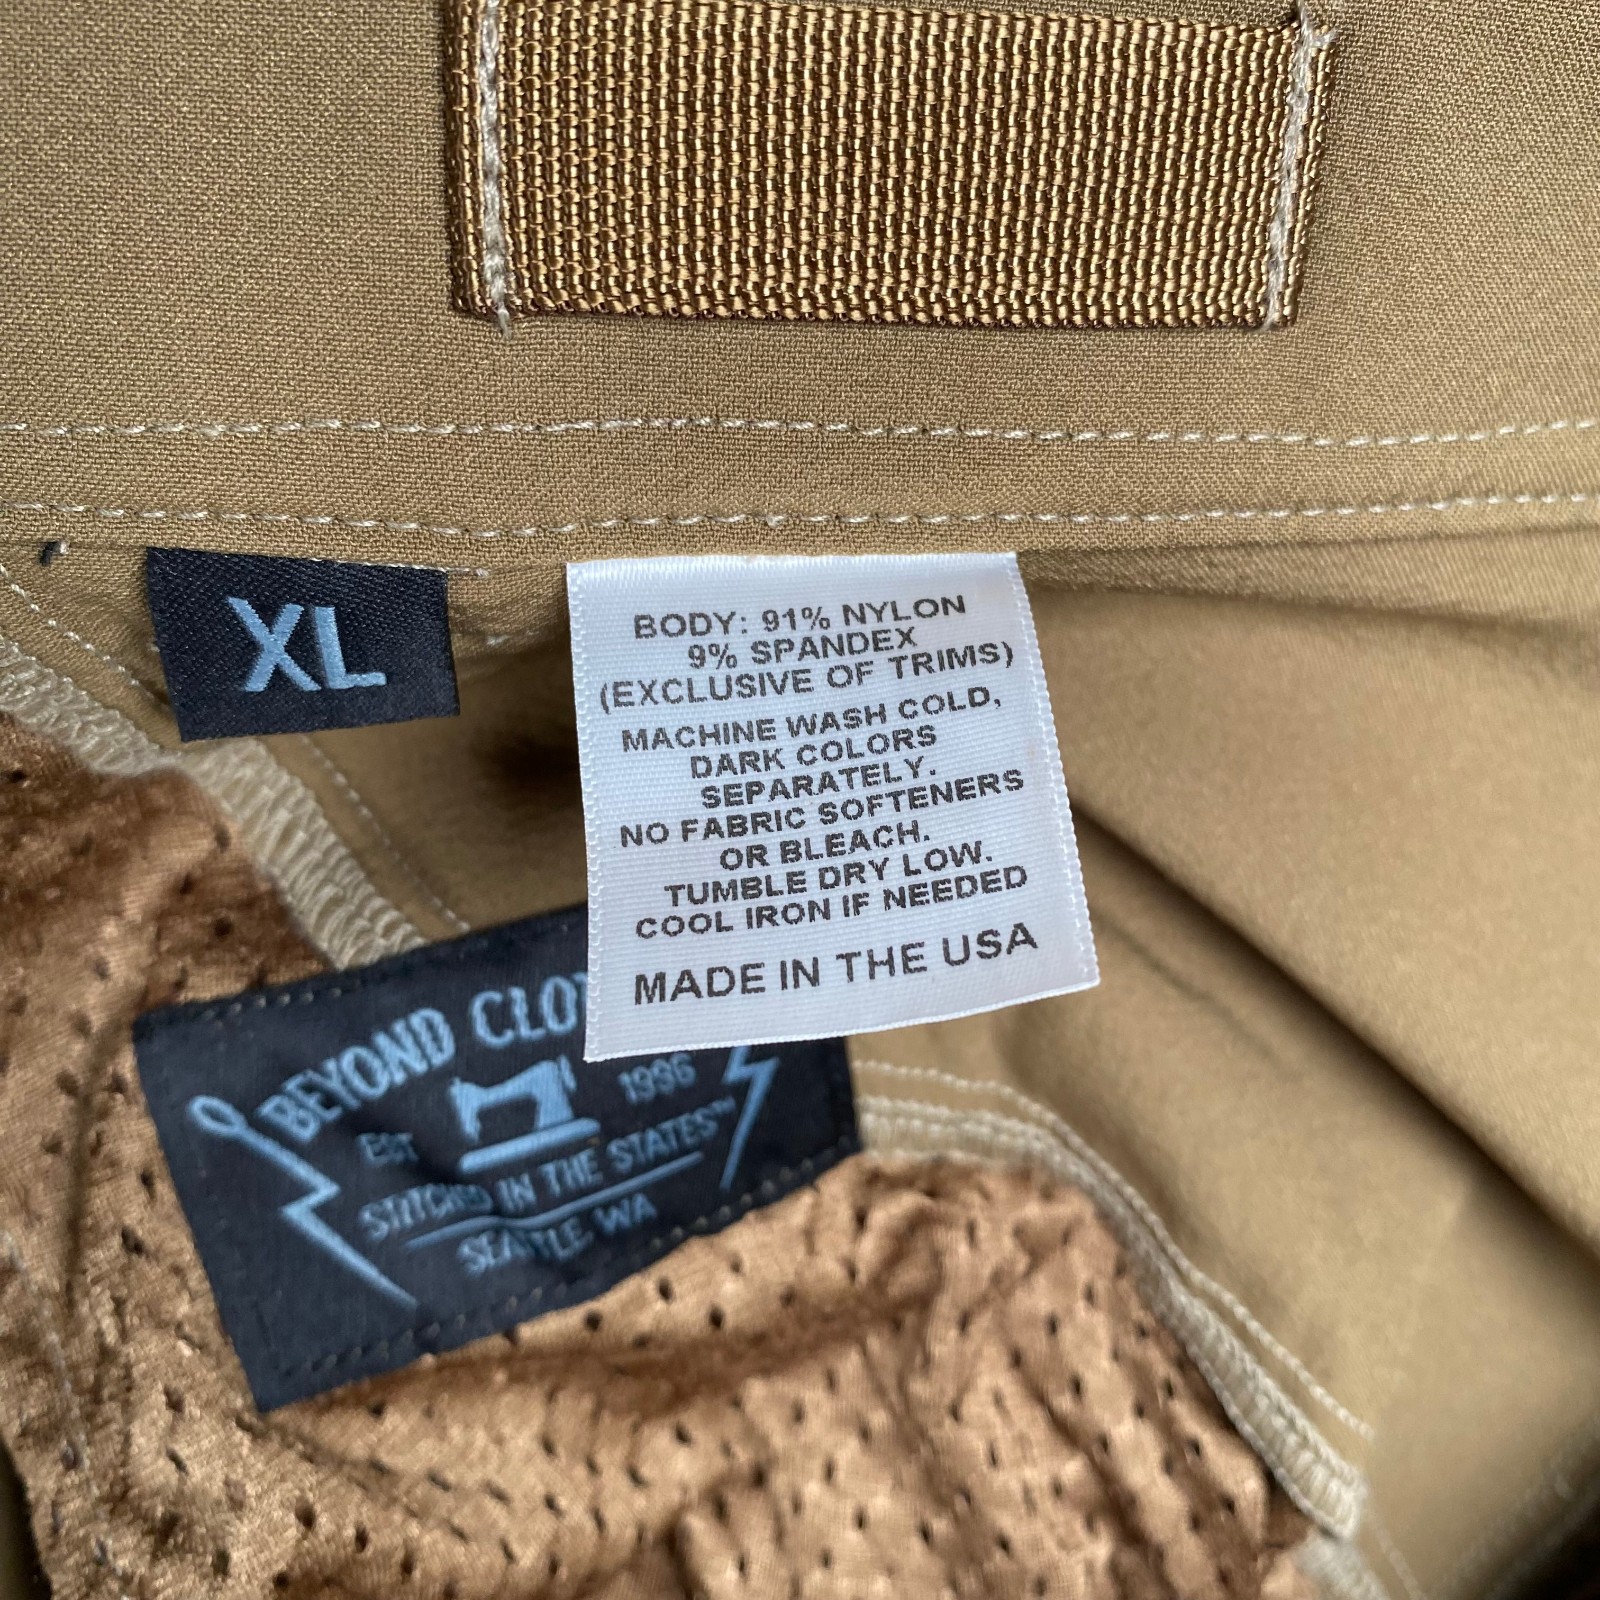 XL
BODY: 91% NYLON
9% SPANDEX
(EXCLUSIVE OF TRIMS)
MACHINE WASH COLD,
DARK COLORS
SEPARATELY.
NO FABRIC SOFTENERS
OR BLEACH.
TUMBLE DRY LOW.
COOL IRON IF NEEDED
MADE IN THE USA
BEYOND CLO
EST 1996
STITCHED IN THE STATES™
SEATTLE, WA